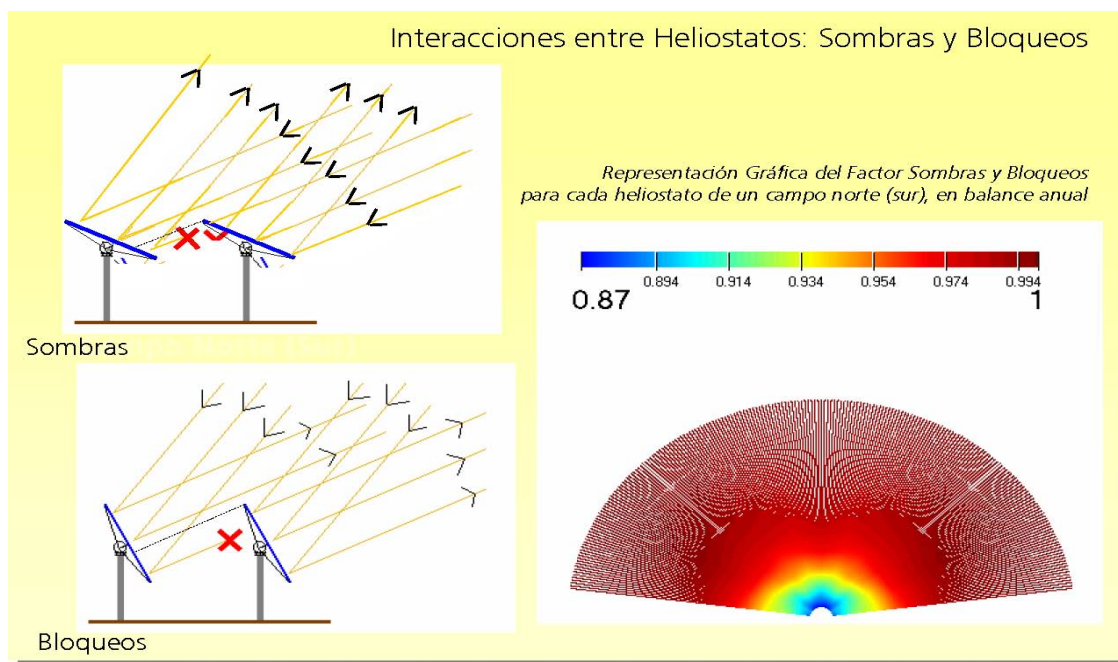 Interacciones entre Heliostatos: Sombras y Bloqueos
Sombras
Bloqueos
Representación Gráfica del Factor Sombras y Bloqueos
para cada heliostato de un campo norte (sur), en balance anual
0.894 0.914 0.934 0.954 0.974 0.994
0.87 1